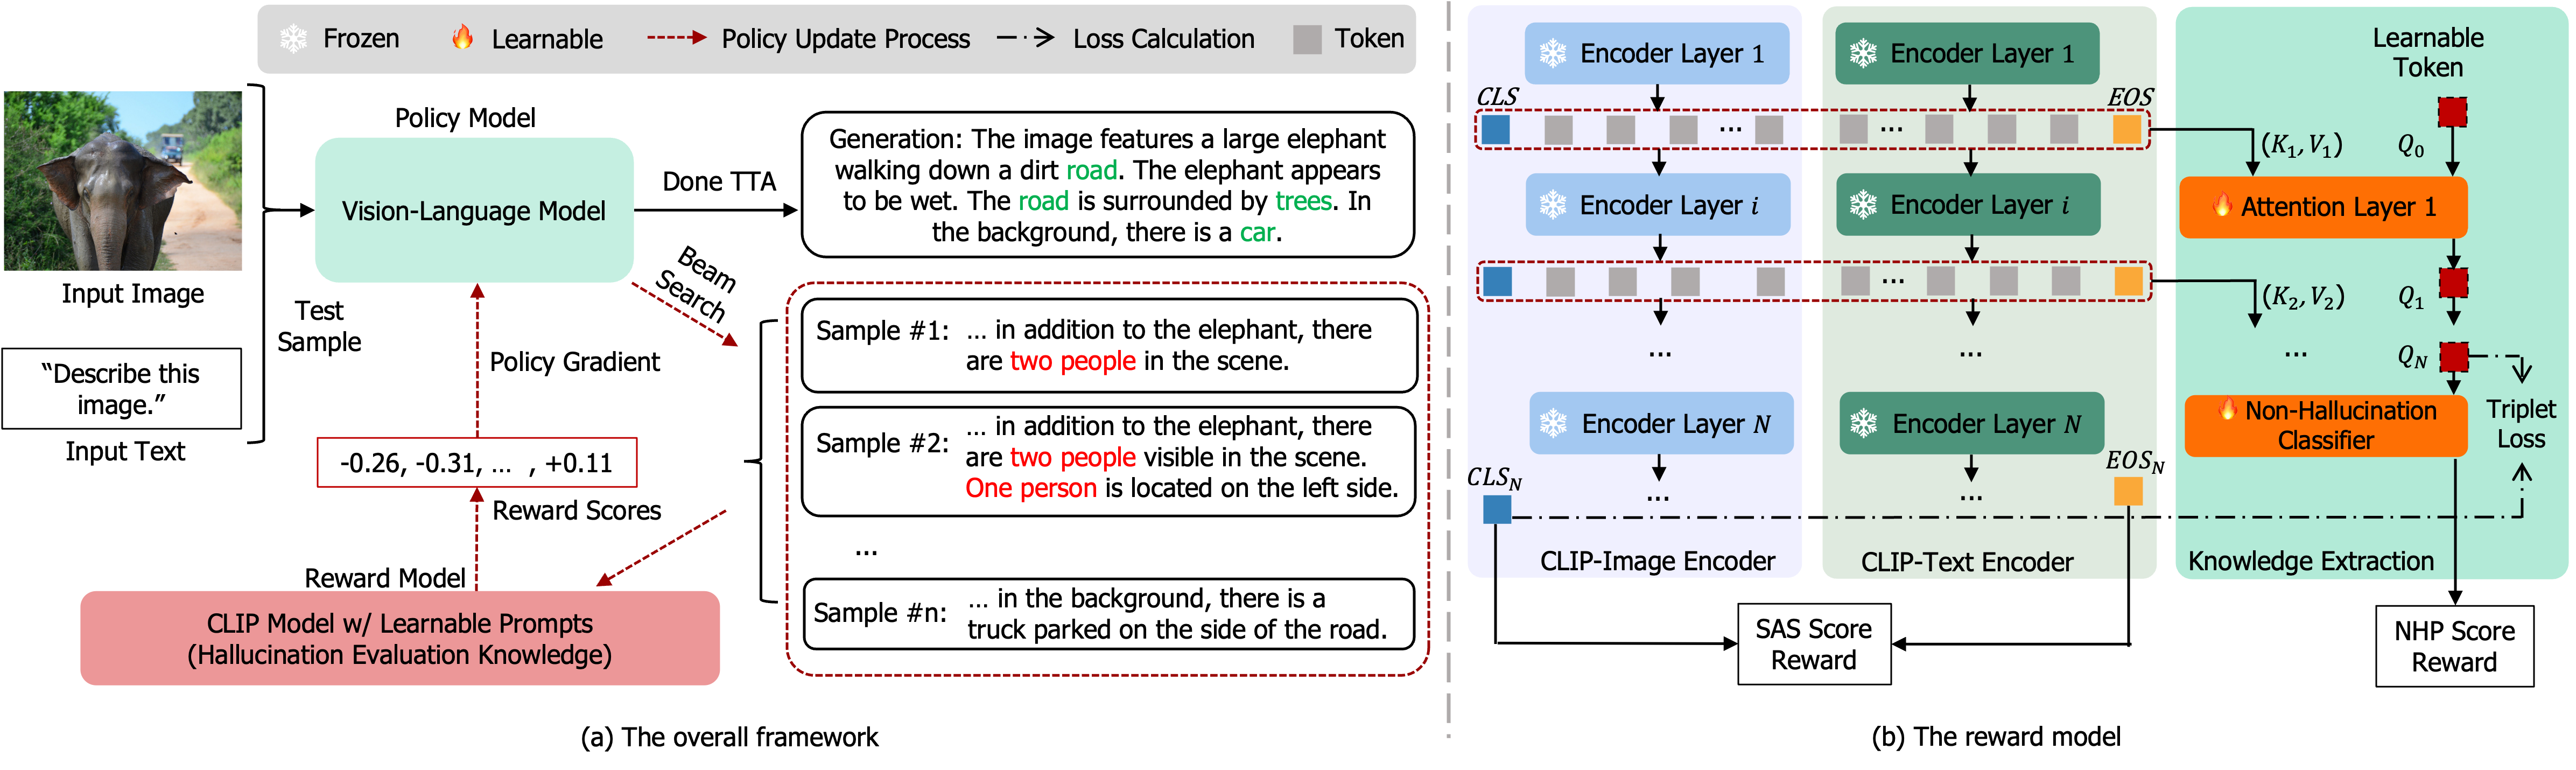 Frozen
Learnable
Policy Update Process
Loss Calculation
Token
Input Image
"Describe this
image."
Input Text
Test
Sample
Policy Model
Vision-Language Model
Done TTA
Generation: The image features a large elephant
walking down a dirt road. The elephant appears
to be wet. The road is surrounded by trees. In
the background, there is a car.
Beam
Search
Sample #1:
... in addition to the elephant, there
are two people in the scene.
Sample #2:
... in addition to the elephant, there
are two people visible in the scene.
One person is located on the left side.
...
Sample #n:
... in the background, there is a
truck parked on the side of the road.
Policy Gradient
-0.26, -0.31, ... , +0.11
Reward Scores
Reward Model
CLIP Model w/ Learnable Prompts
(Hallucination Evaluation Knowledge)
(a) The overall framework
Encoder Layer 1
Encoder Layer 1
Learnable
Token
CLS
...
...
EOS
(K₁, V₁)
Q₀
Encoder Layer i
Encoder Layer i
Attention Layer 1
...
(K₂, V₂)
Q₁
...
...
...
Q_N
Encoder Layer N
Encoder Layer N
Non-Hallucination
Classifier
Triplet
Loss
CLS_N
...
...
EOS_N
CLIP-Image Encoder
CLIP-Text Encoder
Knowledge Extraction
SAS Score
Reward
NHP Score
Reward
(b) The reward model